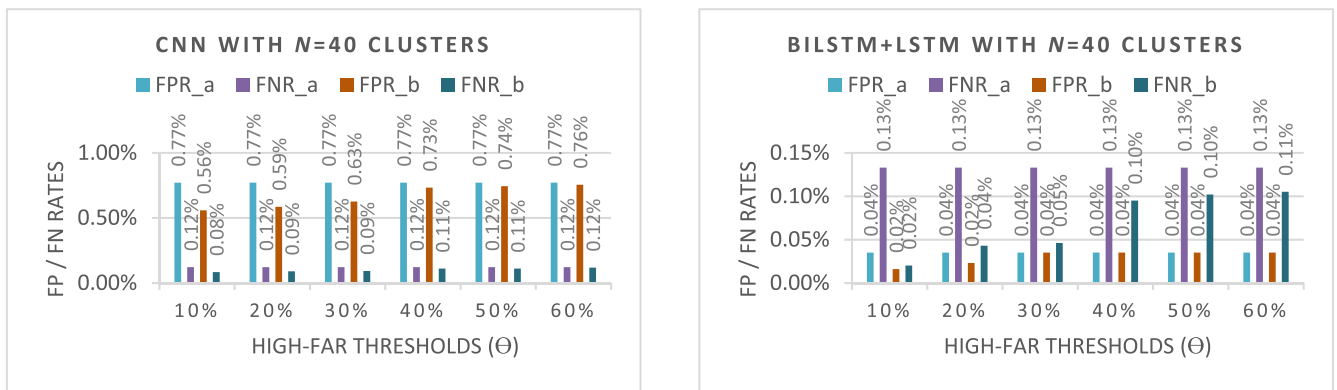 CNN WITH N=40 CLUSTERS
FPR_a FNR_a FPR_b FNR_b
FP / FN RATES
1.00%
0.50%
0.00%
0.77% 0.12% 0.56% 0.08%
0.77% 0.12% 0.59% 0.09%
0.77% 0.12% 0.63% 0.09%
0.77% 0.12% 0.73% 0.11%
0.77% 0.12% 0.74% 0.11%
0.77% 0.12% 0.76% 0.12%
10% 20% 30% 40% 50% 60%
HIGH-FAR THRESHOLDS (Ө)
BILSTM+LSTM WITH N=40 CLUSTERS
FPR_a FNR_a FPR_b FNR_b
FP / FN RATES
0.15%
0.10%
0.05%
0.00%
0.04% 0.13% 0.02% 0.02%
0.04% 0.13% 0.02% 0.04%
0.04% 0.13% 0.04% 0.05%
0.04% 0.13% 0.04% 0.10%
0.04% 0.13% 0.04% 0.10%
0.04% 0.13% 0.04% 0.11%
10% 20% 30% 40% 50% 60%
HIGH-FAR THRESHOLDS (Ө)